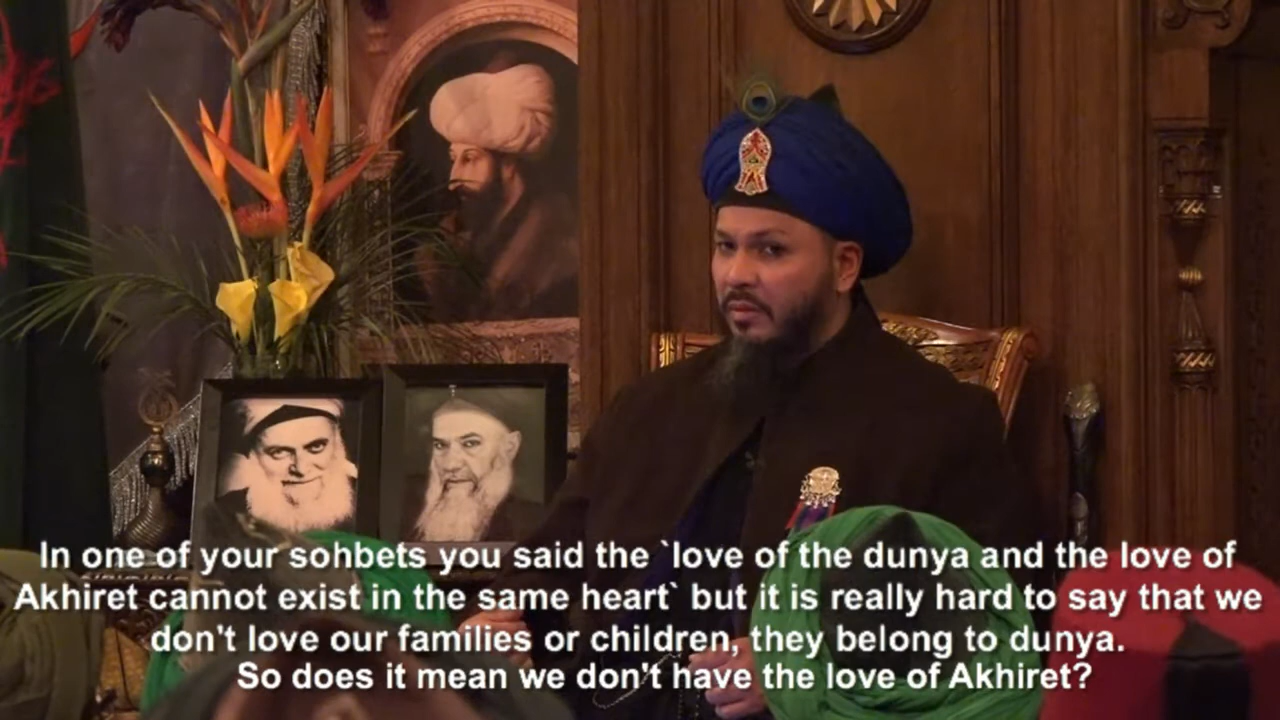 In one of your sohbets you said the `love of the dunya and the love of
Akhiret cannot exist in the same heart` but it is really hard to say that we
don't love our families or children, they belong to dunya.
So does it mean we don't have the love of Akhiret?